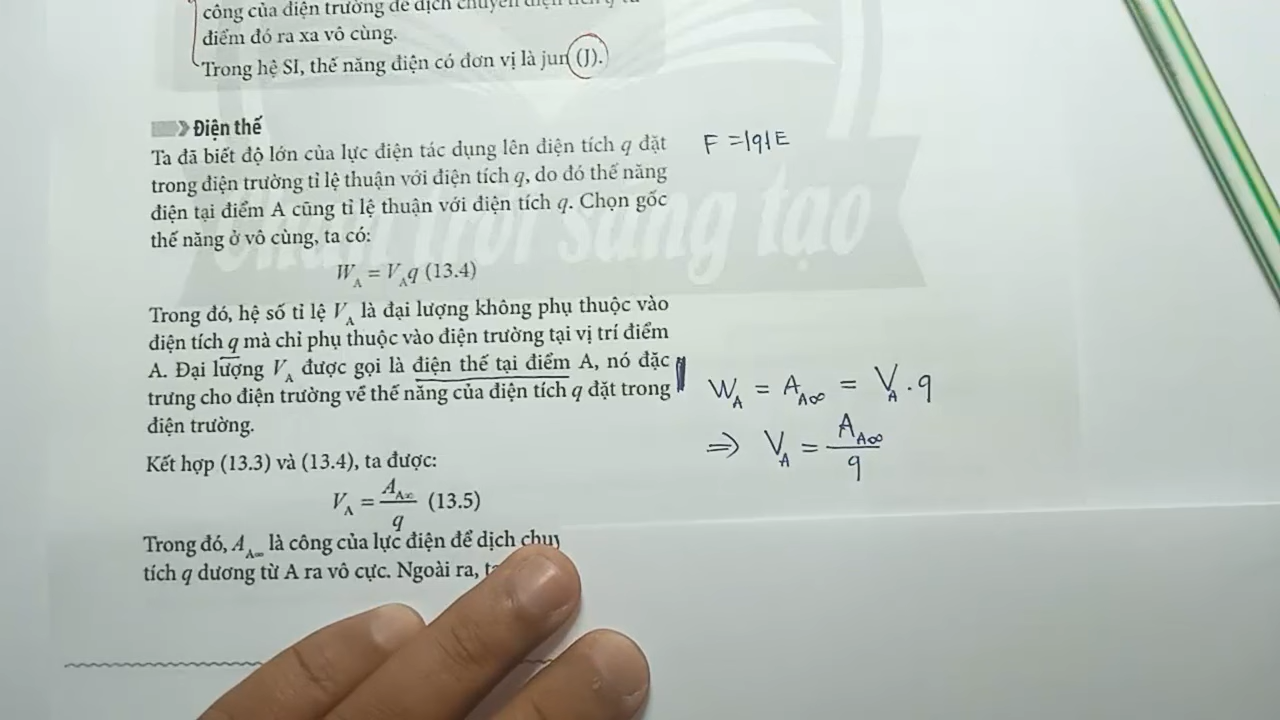 công của điện trường để dịch chuyển điện tích q từ
điểm đó ra xa vô cùng.
Trong hệ SI, thế năng điện có đơn vị là jun (J).
Điện thế
Ta đã biết độ lớn của lực điện tác dụng lên điện tích q đặt
trong điện trường tỉ lệ thuận với điện tích q, do đó thế năng
điện tại điểm A cũng tỉ lệ thuận với điện tích q. Chọn gốc
thế năng ở vô cùng, ta có:
W_A = V_A q (13.4)
Trong đó, hệ số tỉ lệ V_A là đại lượng không phụ thuộc vào
điện tích q mà chỉ phụ thuộc vào điện trường tại vị trí điểm
A. Đại lượng V_A được gọi là điện thế tại điểm A, nó đặc
trưng cho điện trường về thế năng của điện tích q đặt trong
điện trường.
Kết hợp (13.3) và (13.4), ta được:
V_A = A_A∞ / q (13.5)
Trong đó, A_A∞ là công của lực điện để dịch
tích q dương từ A ra vô cực. Ngoài ra,
F = |q|E
W_A = A_A∞ = V_A . q
⇒ V_A = A_A∞ / q
Chân trời sáng tạo